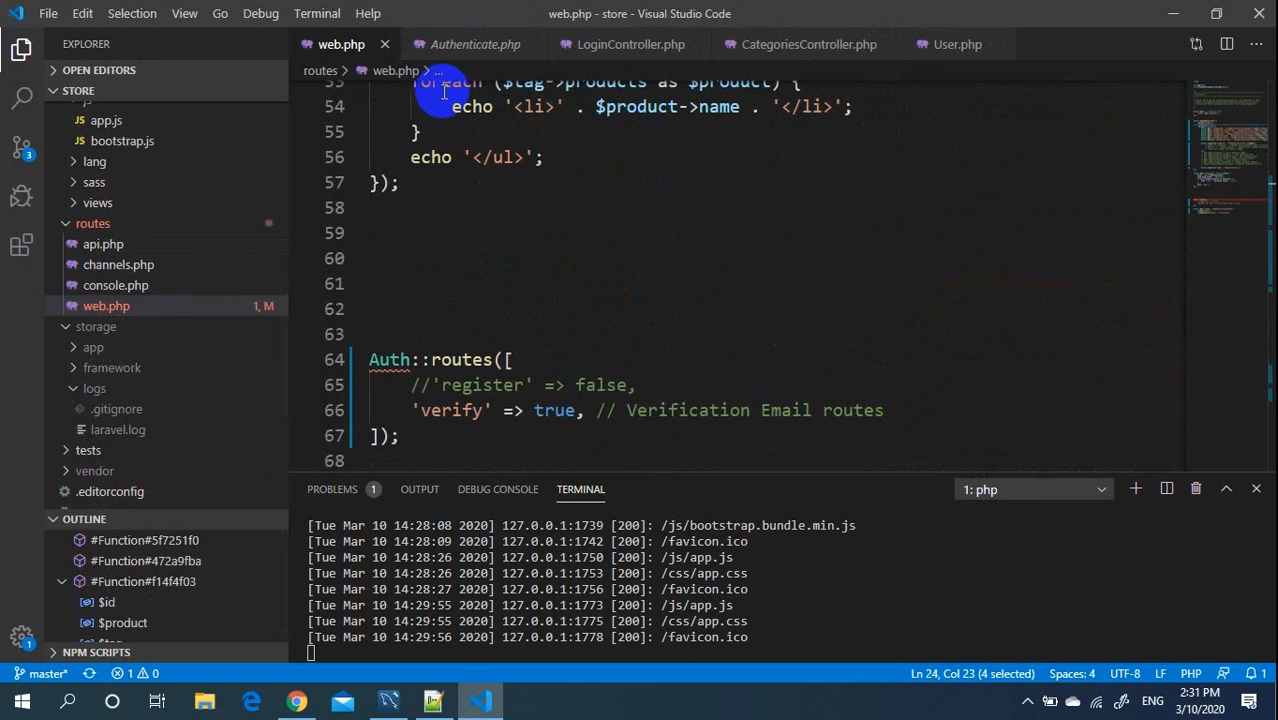 File Edit Selection View Go Debug Terminal Help
web.php - store - Visual Studio Code
EXPLORER
OPEN EDITORS
STORE
js
app.js
bootstrap.js
lang
sass
views
routes
api.php
channels.php
console.php
web.php 1, M
storage
app
framework
logs
.gitignore
laravel.log
tests
vendor
.editorconfig
OUTLINE
#Function#5f7251f0
#Function#472a9fba
#Function#f14f4f03
$id
$product
$tag
NPM SCRIPTS
web.php Authenticate.php LoginController.php CategoriesController.php User.php
routes > web.php > ...
53 foreach ($tag->products as $product) {
54 echo '<li>' . $product->name . '</li>';
55 }
56 echo '</ul>';
57 });
58
59
60
61
62
63
64 Auth::routes([
65 //'register' => false,
66 'verify' => true, // Verification Email routes
67 ]);
68
PROBLEMS 1 OUTPUT DEBUG CONSOLE TERMINAL 1: php
[Tue Mar 10 14:28:08 2020] 127.0.0.1:1739 [200]: /js/bootstrap.bundle.min.js
[Tue Mar 10 14:28:09 2020] 127.0.0.1:1742 [200]: /favicon.ico
[Tue Mar 10 14:28:26 2020] 127.0.0.1:1750 [200]: /js/app.js
[Tue Mar 10 14:28:26 2020] 127.0.0.1:1753 [200]: /css/app.css
[Tue Mar 10 14:28:27 2020] 127.0.0.1:1756 [200]: /favicon.ico
[Tue Mar 10 14:29:55 2020] 127.0.0.1:1773 [200]: /js/app.js
[Tue Mar 10 14:29:55 2020] 127.0.0.1:1775 [200]: /css/app.css
[Tue Mar 10 14:29:56 2020] 127.0.0.1:1778 [200]: /favicon.ico
3
1
master* 1 0 Ln 24, Col 23 (4 selected) Spaces: 4 UTF-8 LF PHP 1
ENG 2:31 PM
3/10/2020